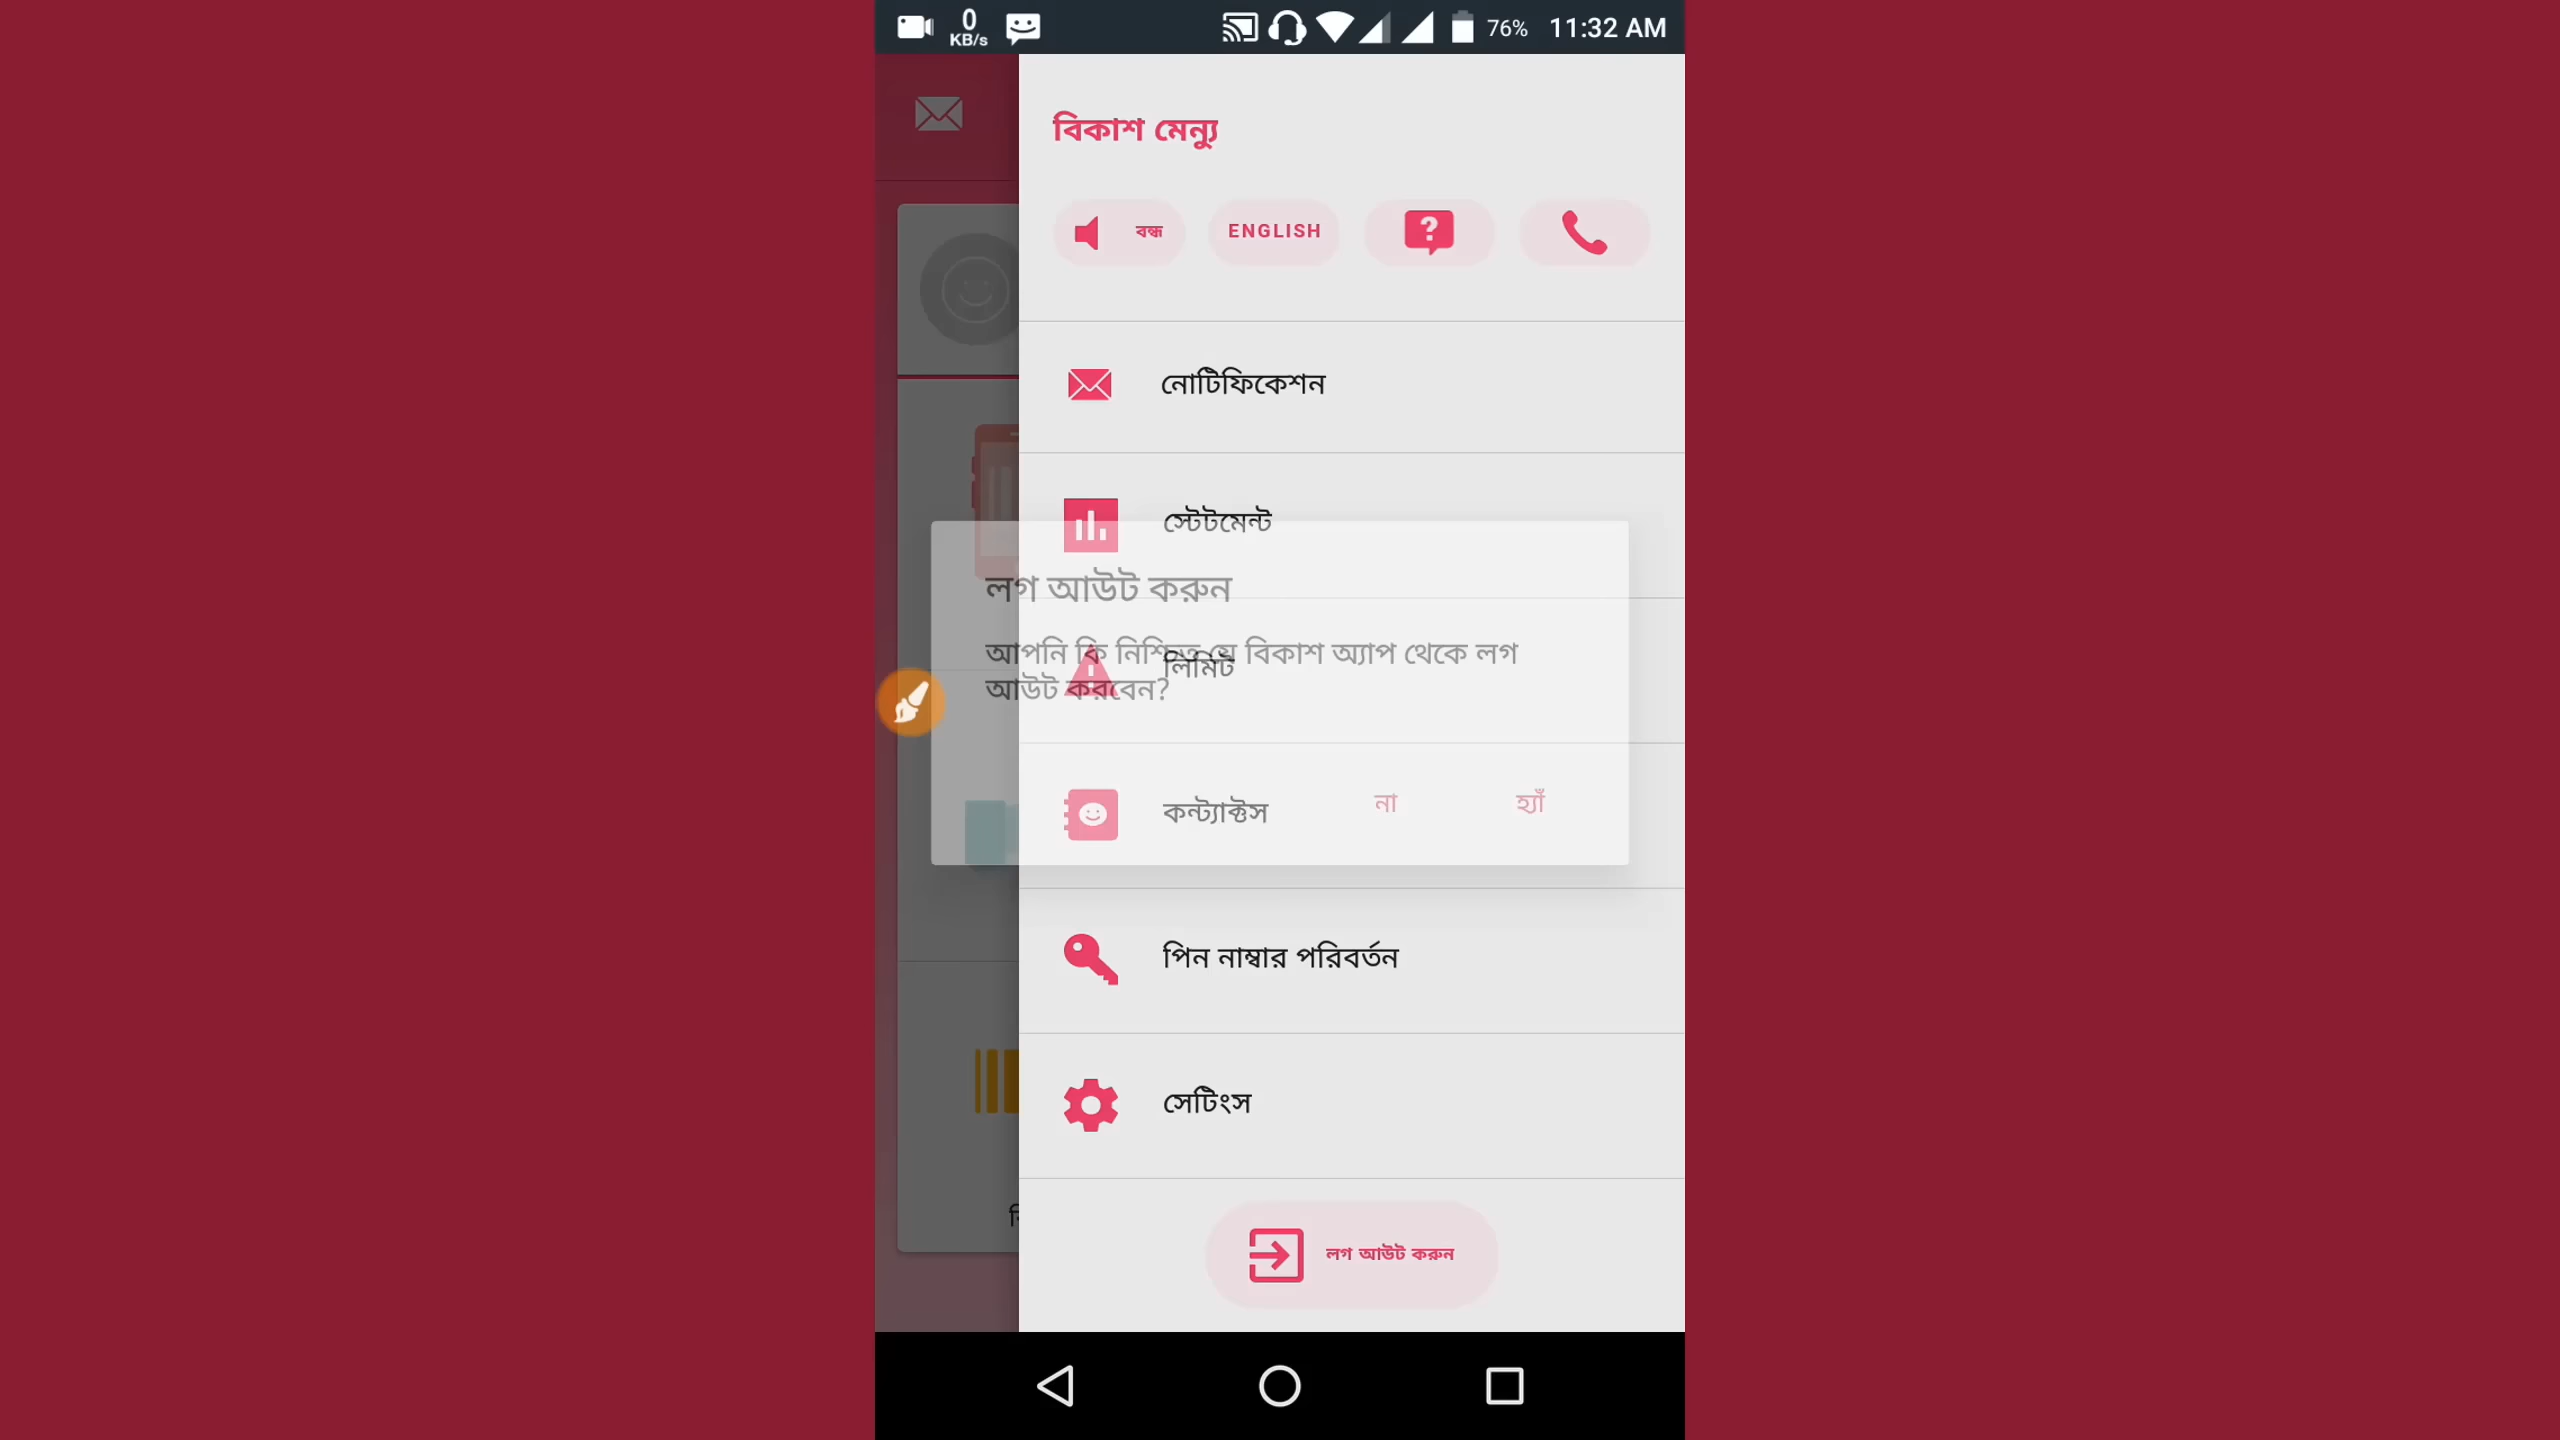 0
KB/s
76% 11:32 AM
বিকাশ মেন্যু
বন্ধ
ENGLISH
নোটিফিকেশন
স্টেটমেন্ট
লগ আউট করুন
আপনি কি নিশ্চিত যে বিকাশ অ্যাপ থেকে লগ
আউট করবেন?
লিমিট
কন্ট্যাক্টস
না
হ্যাঁ
পিন নাম্বার পরিবর্তন
সেটিংস
লগ আউট করুন